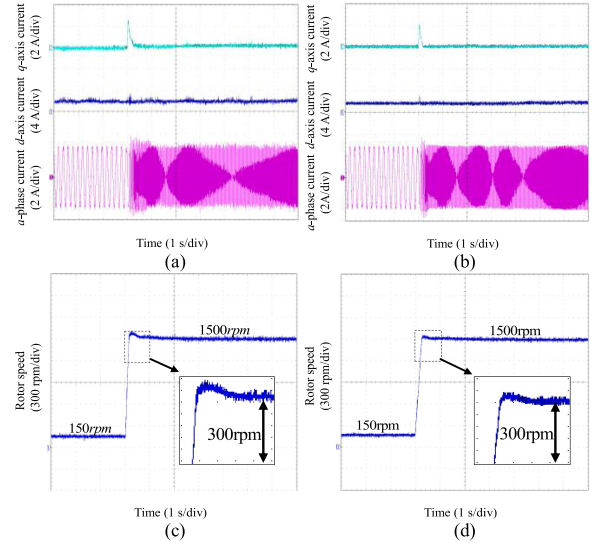 q-axis current
(2 A/div)
d-axis current
(4 A/div)
a-phase current
(2 A/div)
Time (1 s/div)
(a)
q-axis current
(2 A/div)
d-axis current
(4 A/div)
a-phase current
(2A/div)
Time (1 s/div)
(b)
Rotor speed
(300 rpm/div)
1500rpm
150rpm
300rpm
Time (1 s/div)
(c)
Rotor speed
(300 rpm/div)
1500rpm
150rpm
300rpm
Time (1 s/div)
(d)